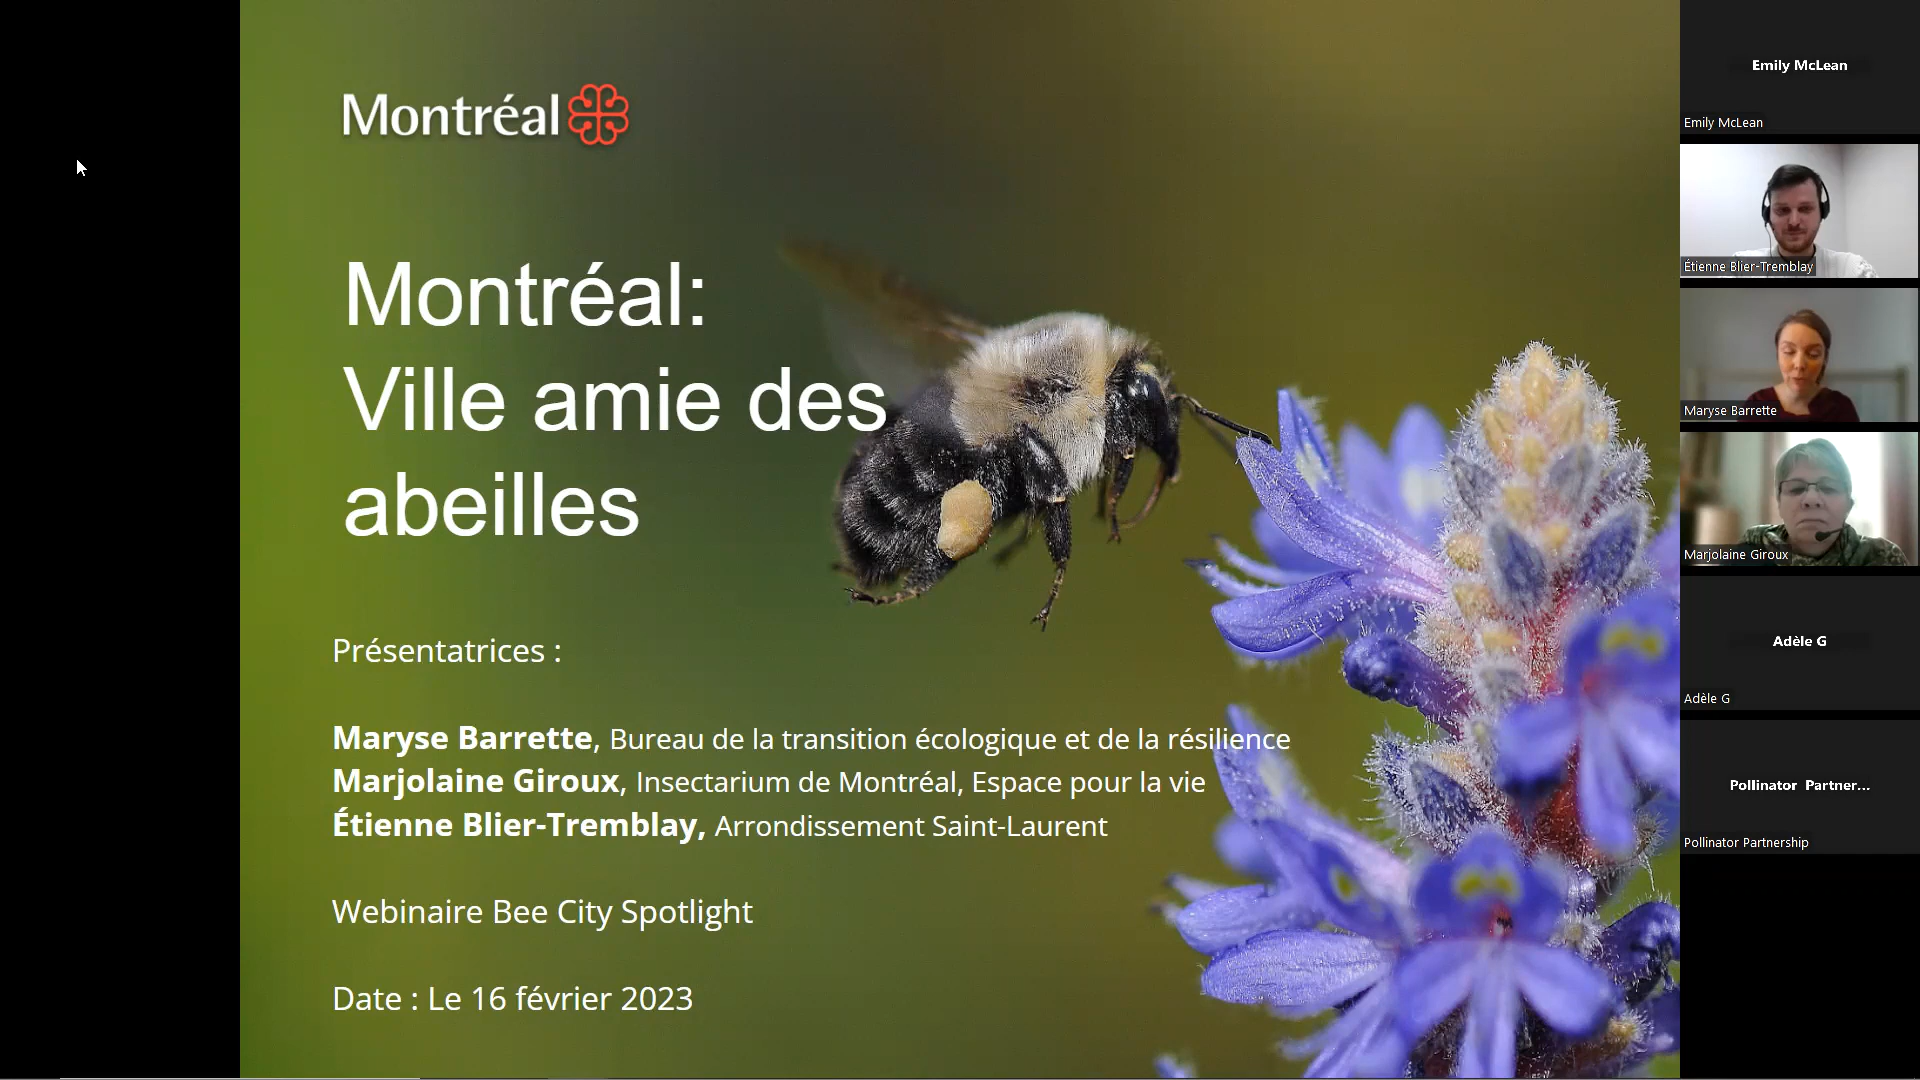 Montréal
Montréal:
Ville amie des
abeilles
Présentatrices :
Maryse Barrette, Bureau de la transition écologique et de la résilience
Marjolaine Giroux, Insectarium de Montréal, Espace pour la vie
Étienne Blier-Tremblay, Arrondissement Saint-Laurent
Webinaire Bee City Spotlight
Date : Le 16 février 2023
Emily McLean
Emily McLean
Étienne Blier-Tremblay
Maryse Barrette
Marjolaine Giroux
Adèle G
Adèle G
Pollinator Partner...
Pollinator Partnership